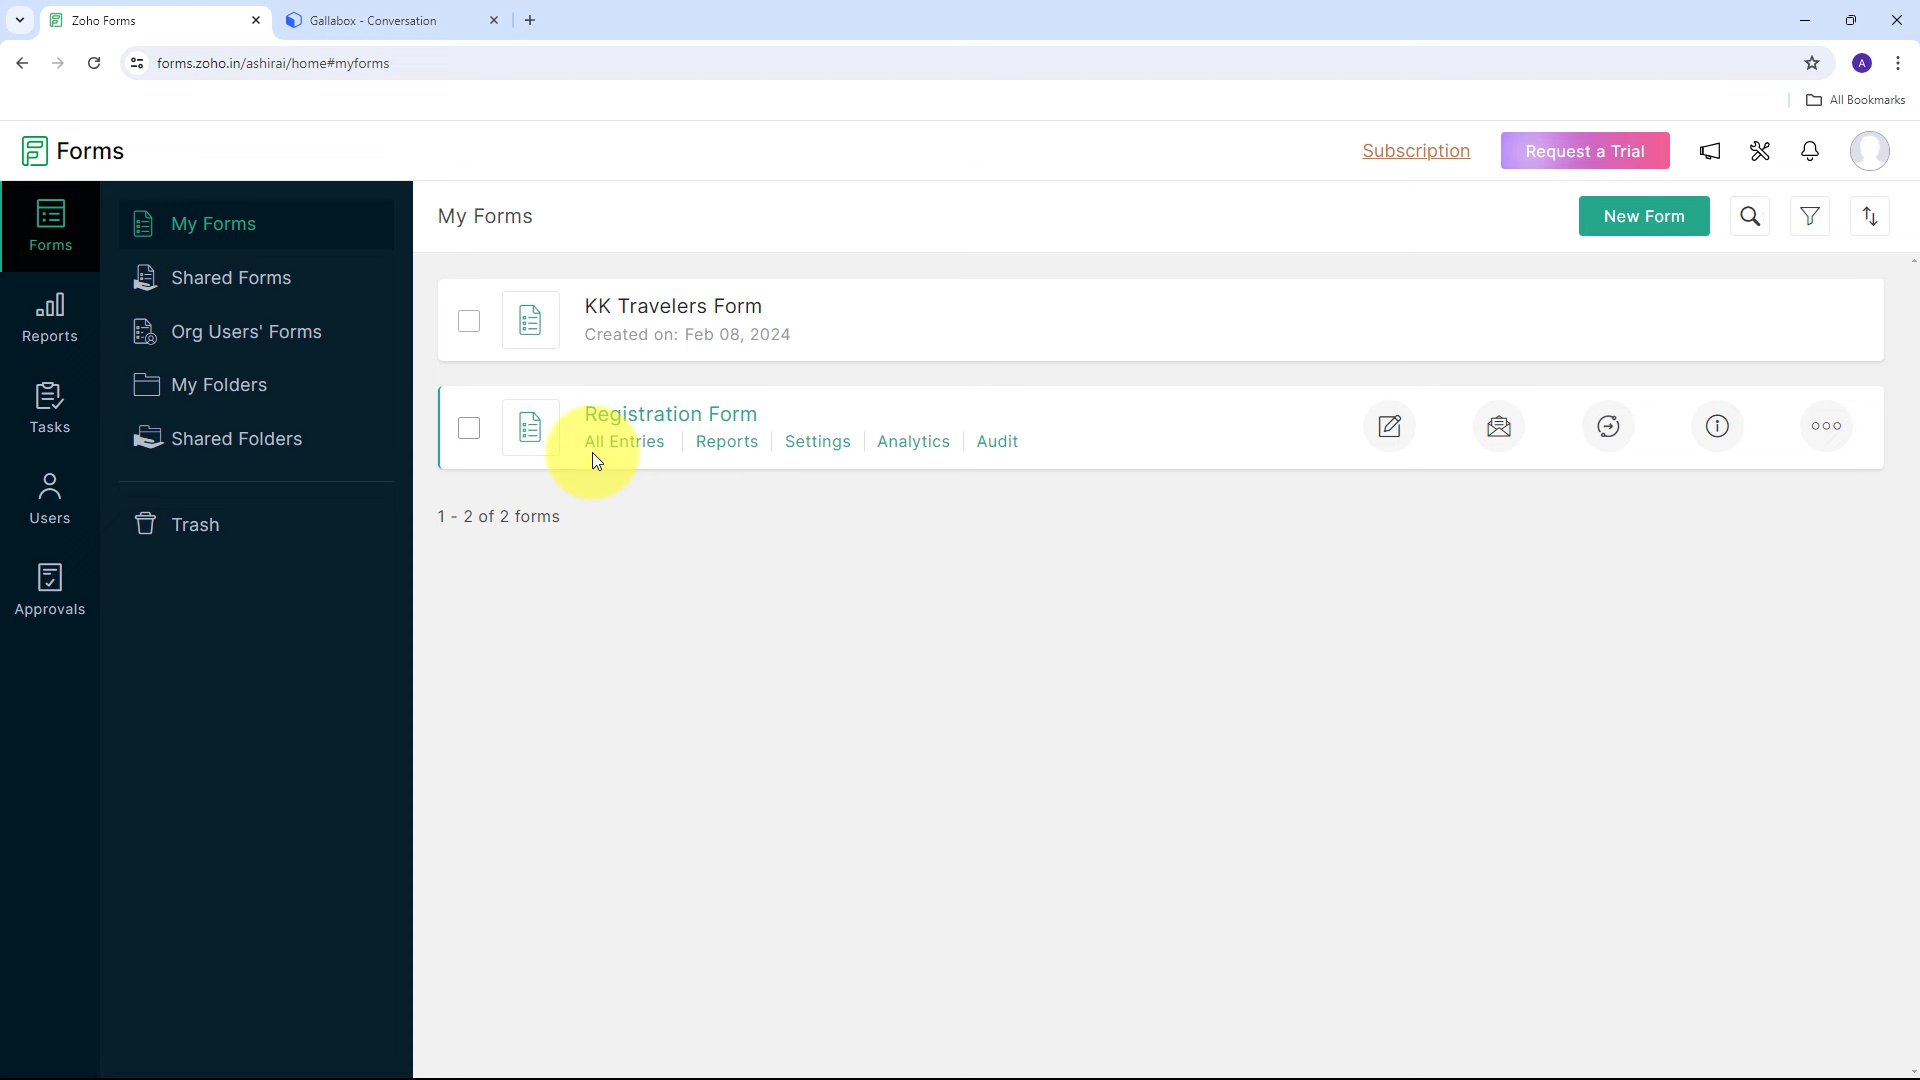 Zoho Forms
Gallabox - Conversation
forms.zoho.in/ashirai/home#myforms
A
All Bookmarks
Forms
Subscription
Request a Trial
Forms
Reports
Tasks
Users
Approvals
My Forms
Shared Forms
Org Users' Forms
My Folders
Shared Folders
Trash
My Forms
New Form
KK Travelers Form
Created on: Feb 08, 2024
Registration Form
All Entries Reports Settings Analytics Audit
1 - 2 of 2 forms